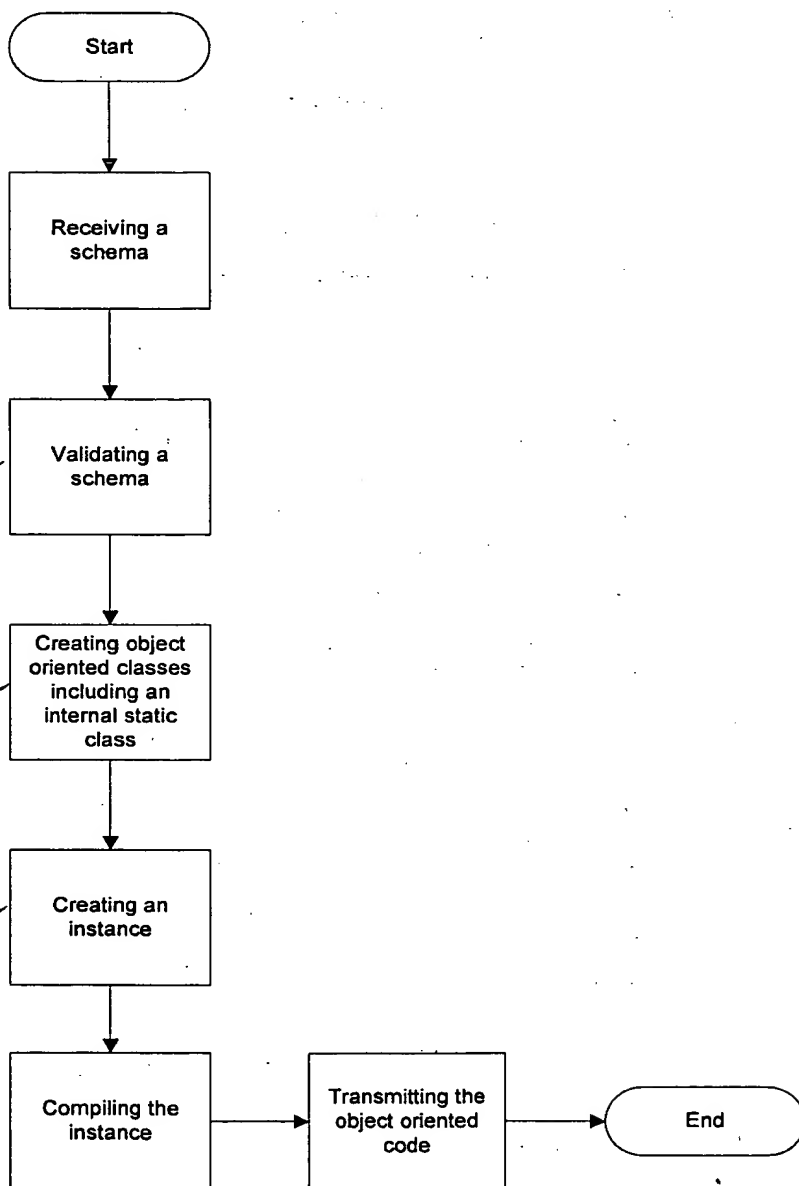 Start
Receiving a
schema
Validating a
schema
Creating object
oriented classes
including an
internal static
class
Creating an
instance
Compiling the
instance
Transmitting the
object oriented
code
End